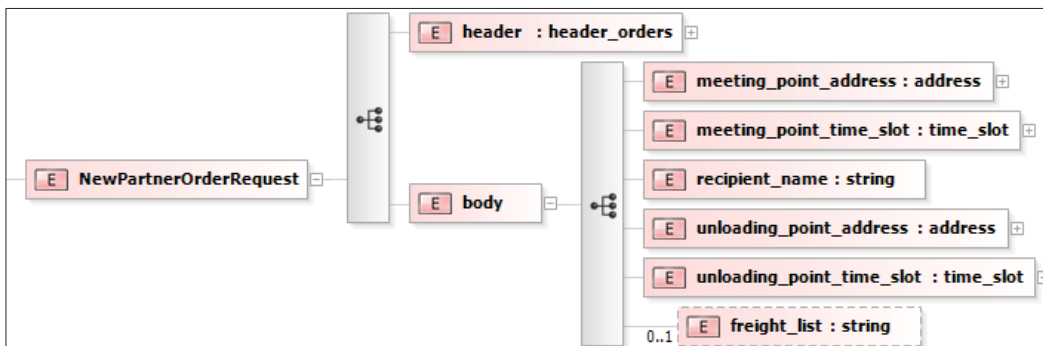 E header : header_orders
E meeting_point_address : address
E meeting_point_time_slot : time_slot
E NewPartnerOrderRequest
E recipient_name : string
E body
E unloading_point_address : address
E unloading_point_time_slot : time_slot
E freight_list : string
0..1